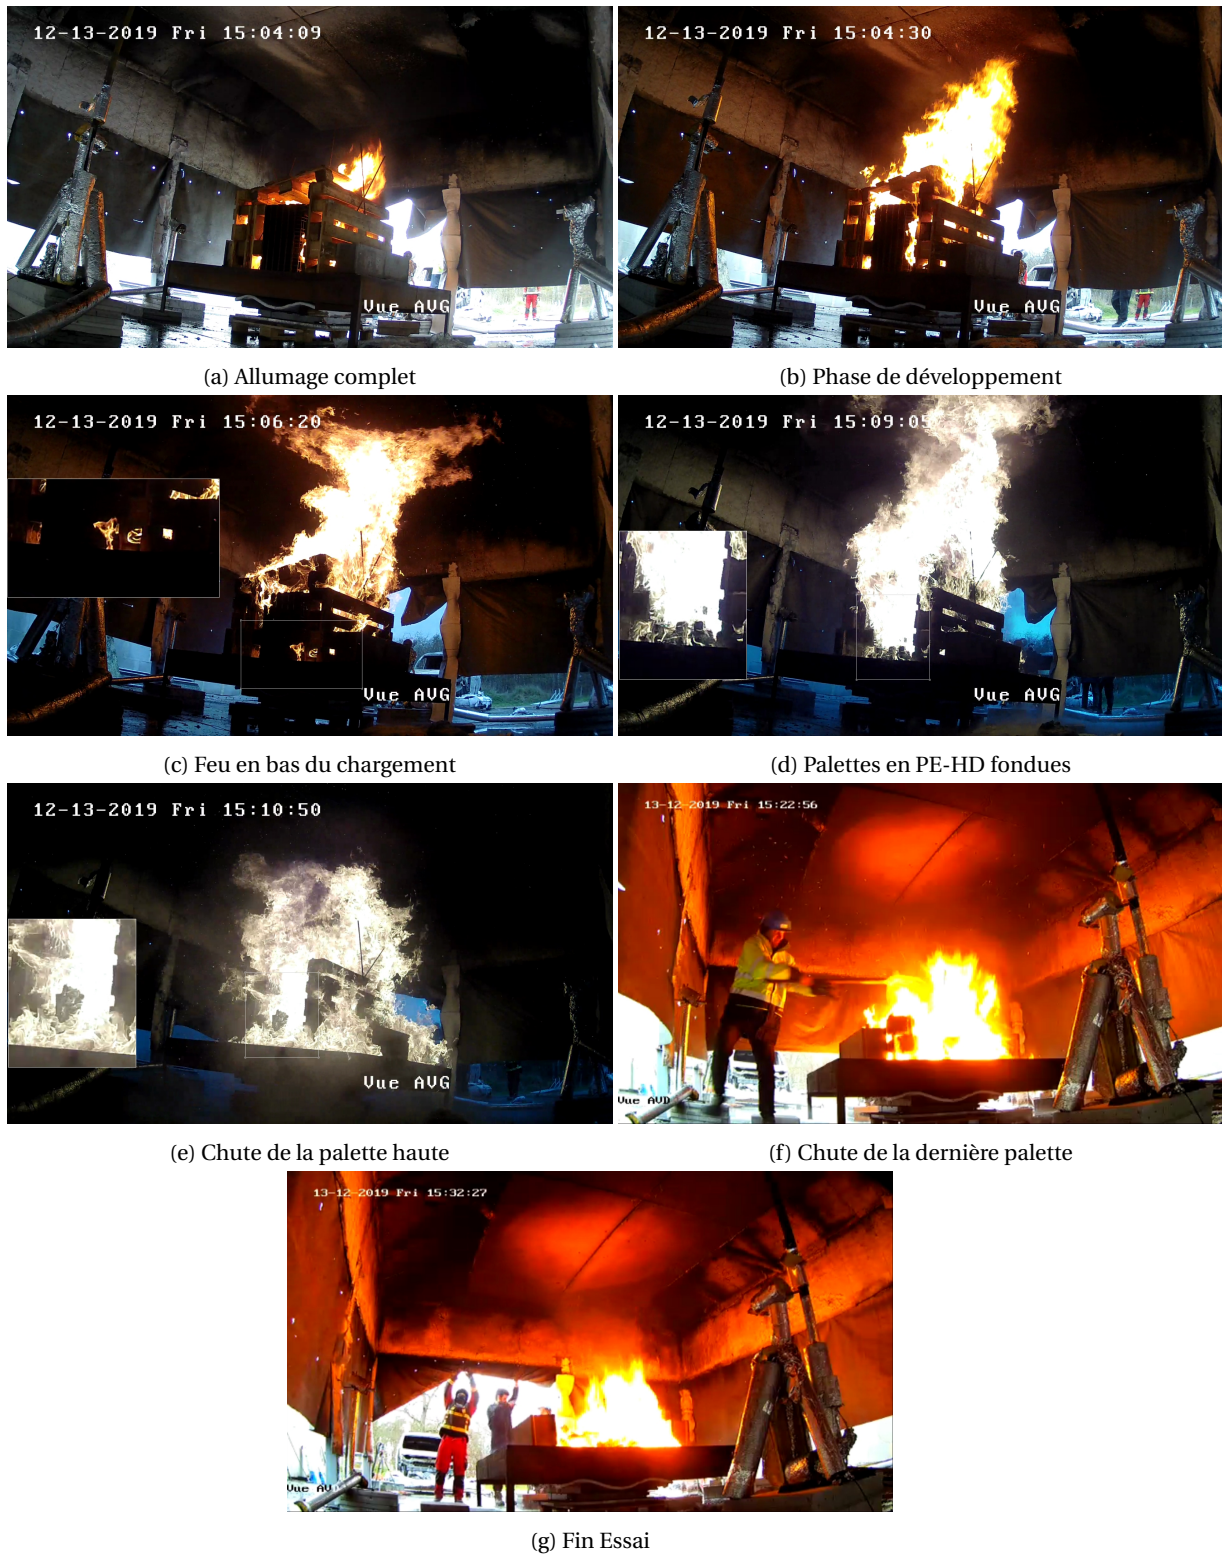 12-13-2019 Fri 15:04:09
Vue AVG
12-13-2019 Fri 15:04:30
Vue AVG
(a) Allumage complet
(b) Phase de développement
12-13-2019 Fri 15:06:20
Vue AVG
12-13-2019 Fri 15:09:05
Vue AVG
(c) Feu en bas du chargement
(d) Palettes en PE-HD fondues
12-13-2019 Fri 15:10:50
Vue AVG
13-12-2019 Fri 15:22:56
Vue AVD
(e) Chute de la palette haute
(f) Chute de la dernière palette
13-12-2019 Fri 15:32:27
Vue AV
(g) Fin Essai